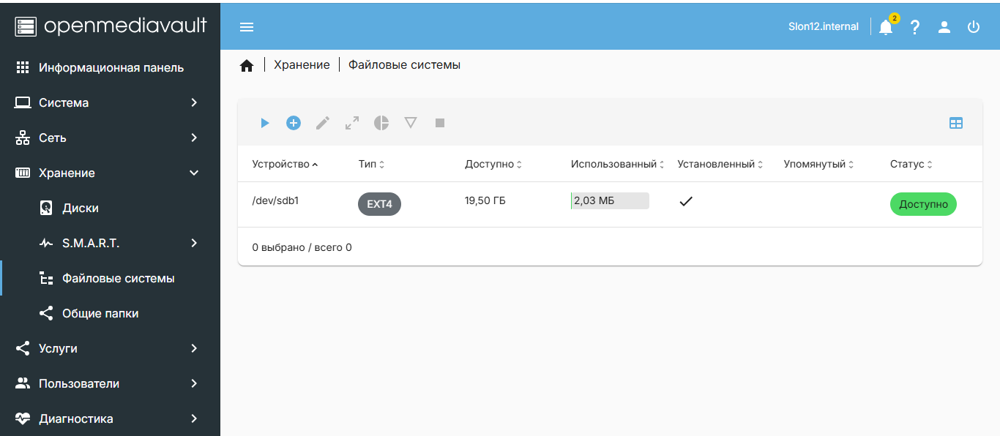 openmediavault
Slon12.internal
2
Информационная панель
Система
Сеть
Хранение
Диски
S.M.A.R.T.
Файловые системы
Общие папки
Услуги
Пользователи
Диагностика
Хранение
Файловые системы
Устройство Тип Доступно Использованный Установленный Упомянутый Статус
/dev/sdb1 EXT4 19,50 ГБ 2,03 МБ Доступно
0 выбрано / всего 0